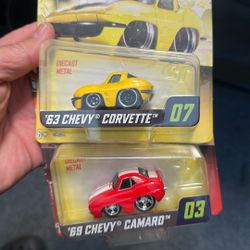 DIECAST
METAL
'63 CHEVY® CORVETTE™
07
DIECAST
METAL
'69 CHEVY® CAMARO™
03